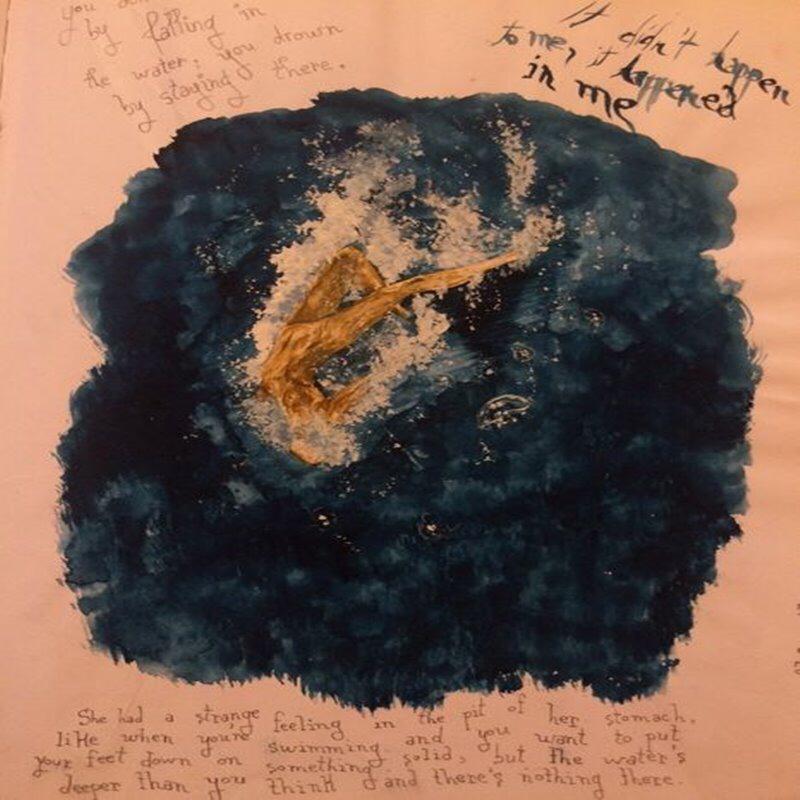 you
by falling in
the water; you drown
by staying there.
It didn't happen
to me, it happened
in me
She had a strange feeling in the pit of her stomach,
like when you're swimming and you want to put
your feet down on something solid, but the water's
deeper than you think and there's nothing there.